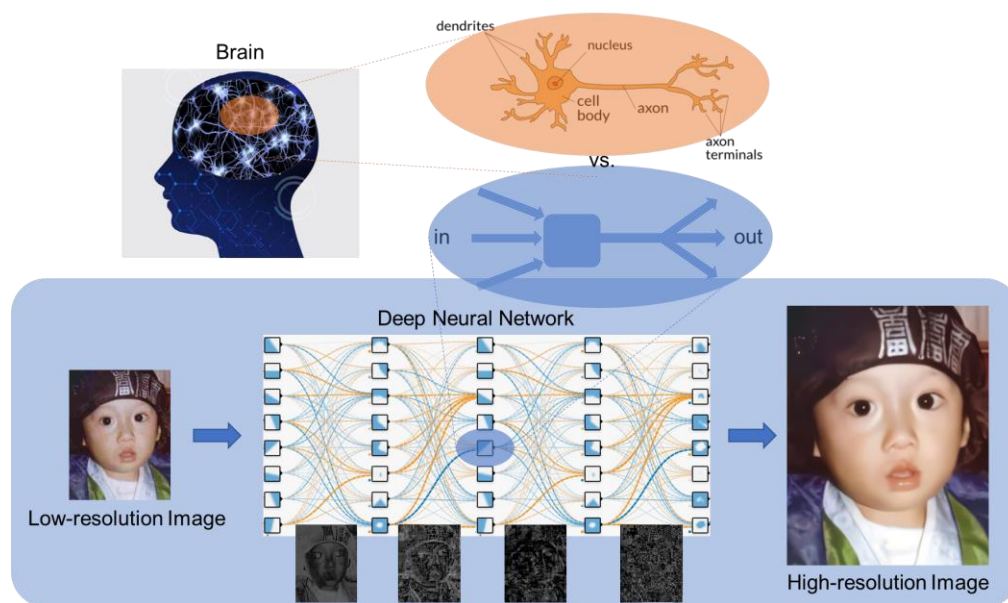 Brain
dendrites
nucleus
cell
body
axon
axon
terminals
vs.
in
out
Deep Neural Network
Low-resolution Image
High-resolution Image